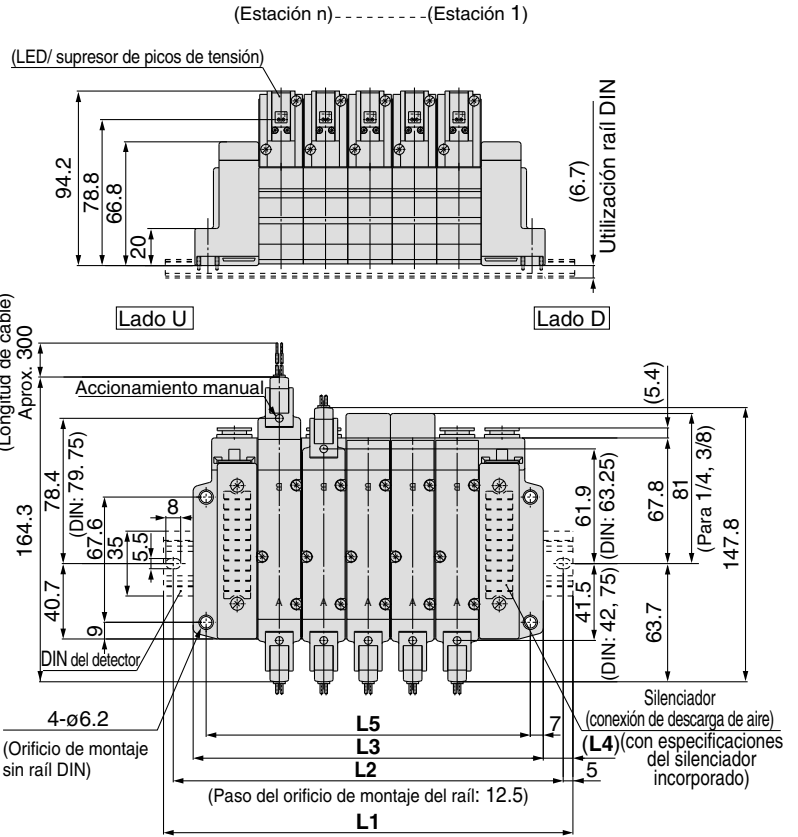 (Estación n)---------(Estación 1)
(LED/ supresor de picos de tensión)
94.2
78.8
66.8
20
(6.7)
Utilización raíl DIN
Lado U
Lado D
(Longitud de cable)
Aprox. 300
Accionamiento manual
164.3
78.4
(DIN: 79. 75)
67.6
8
35
5.5
40.7
9
(5.4)
61.9
(DIN: 63.25)
67.8
81
(Para 1/4, 3/8)
147.8
41.5
(DIN: 42, 75)
63.7
B
B
B
B
B
A
A
A
A
A
DIN del detector
4-ø6.2
(Orificio de montaje
sin raíl DIN)
Silenciador
(conexión de descarga de aire)
(con especificaciones
del silenciador
incorporado)
L5
7
L3
(L4)
L2
5
(Paso del orificio de montaje del raíl: 12.5)
L1